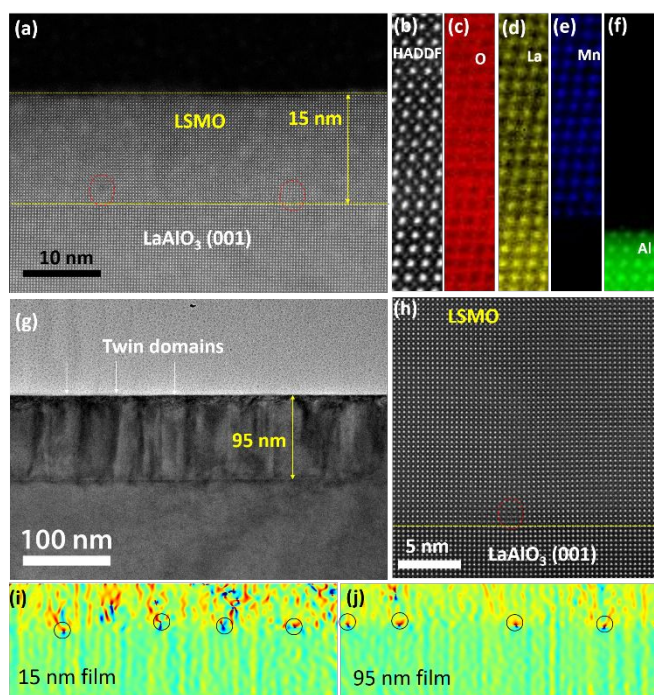 (a)
LSMO
15 nm
LaAlO₃ (001)
10 nm
(b)
HADDF
(c)
O
(d)
La
(e)
Mn
(f)
Al
(g)
Twin domains
95 nm
100 nm
(h)
LSMO
LaAlO₃ (001)
5 nm
(i)
15 nm film
(j)
95 nm film